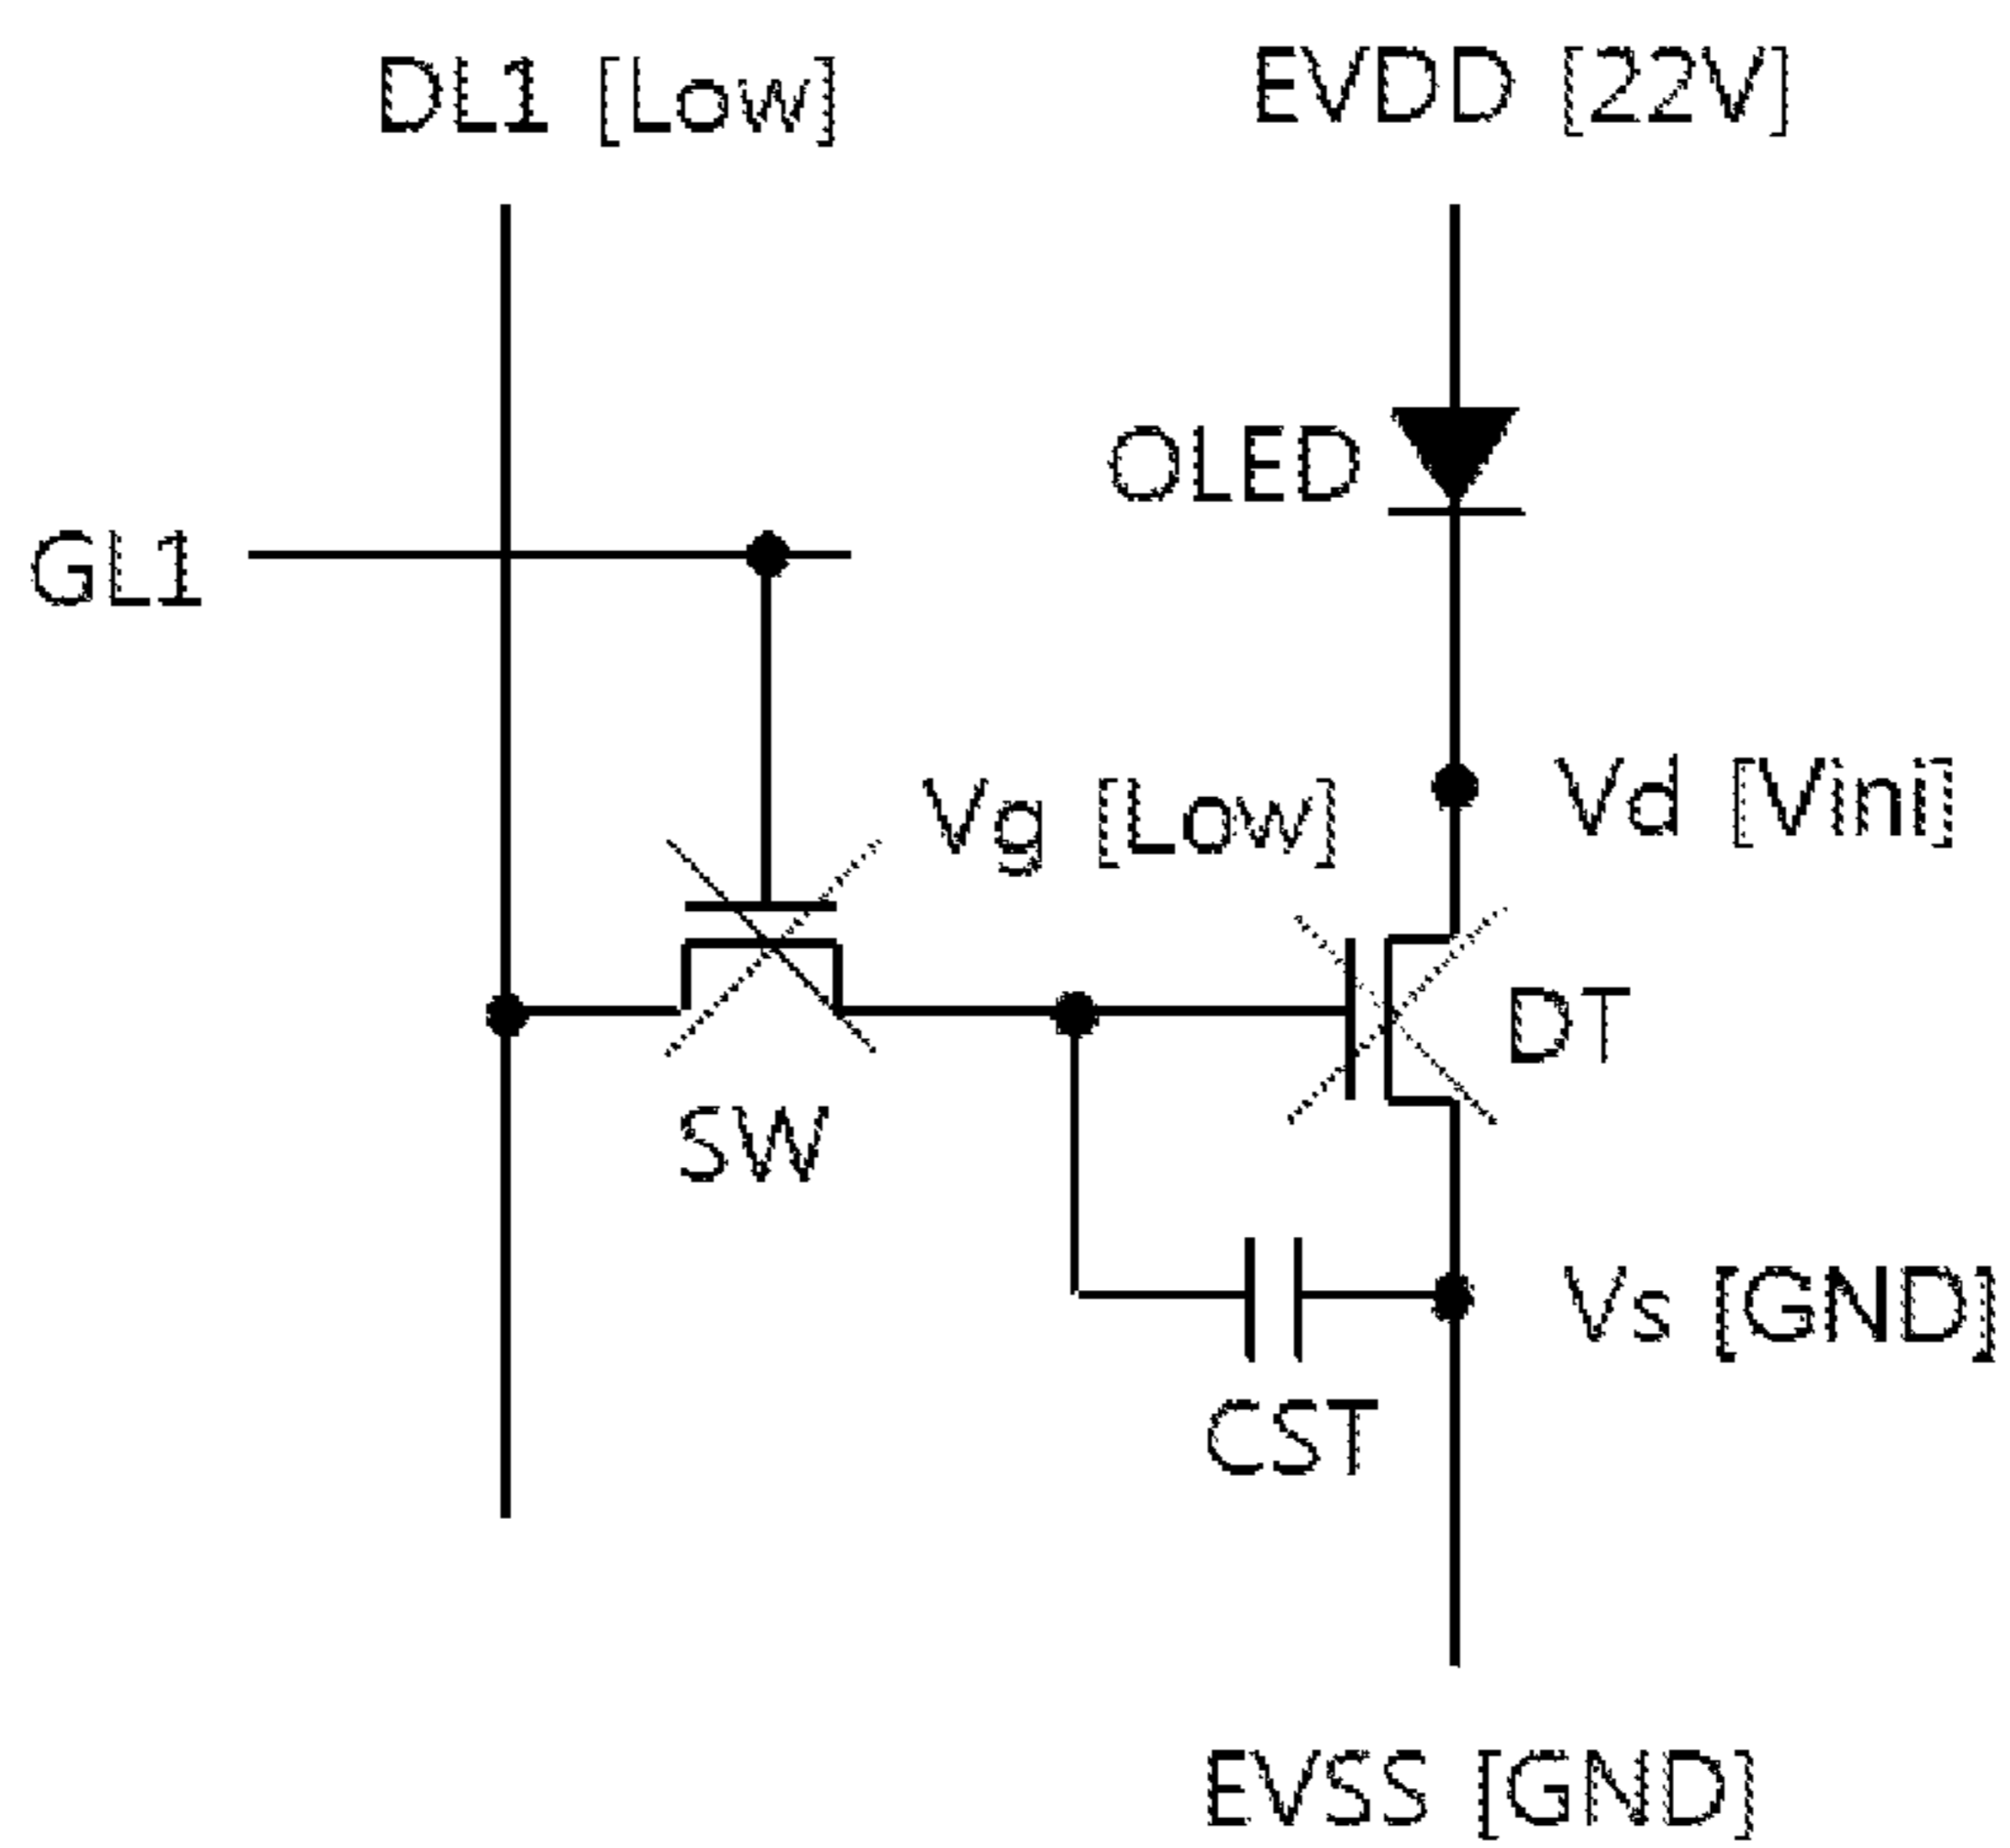 DL1 [Low]
EVDD [22V]
OLED
GL1
Vg [Low]
Vd [Vini]
DT
SW
Vs [GND]
CST
EVSS [GND]